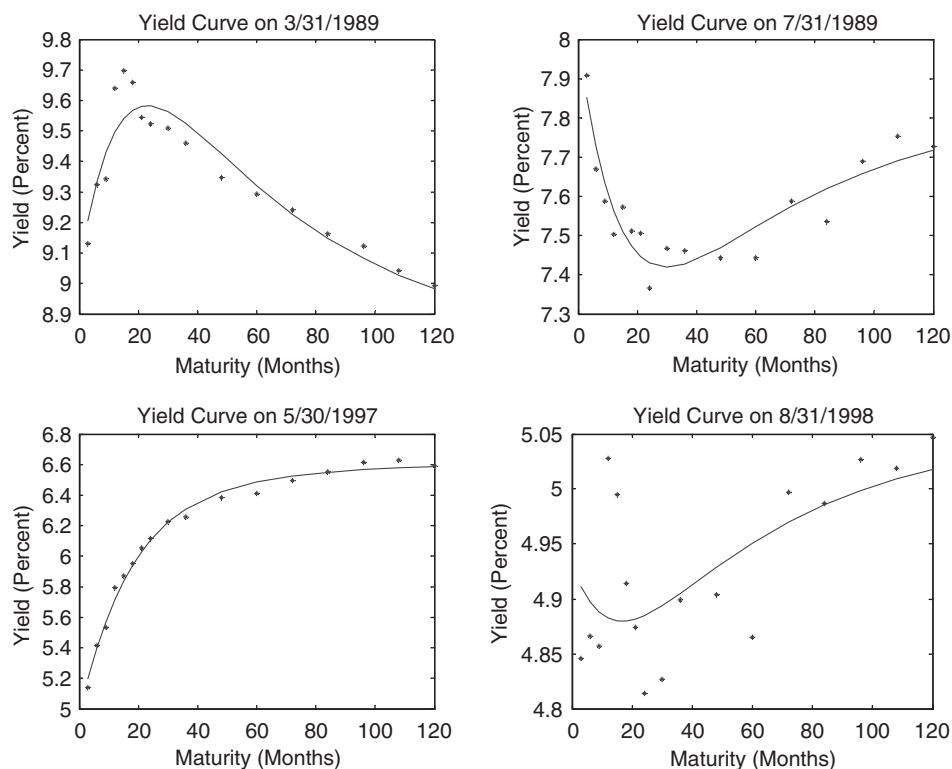 Yield Curve on 3/31/1989
9.8
9.7
9.6
9.5
9.4
9.3
9.2
9.1
9
8.9
Yield (Percent)
0 20 40 60 80 100 120
Maturity (Months)
Yield Curve on 7/31/1989
8
7.9
7.8
7.7
7.6
7.5
7.4
7.3
Yield (Percent)
0 20 40 60 80 100 120
Maturity (Months)
Yield Curve on 5/30/1997
6.8
6.6
6.4
6.2
6
5.8
5.6
5.4
5.2
5
Yield (Percent)
0 20 40 60 80 100 120
Maturity (Months)
Yield Curve on 8/31/1998
5.05
5
4.95
4.9
4.85
4.8
Yield (Percent)
0 20 40 60 80 100 120
Maturity (Months)